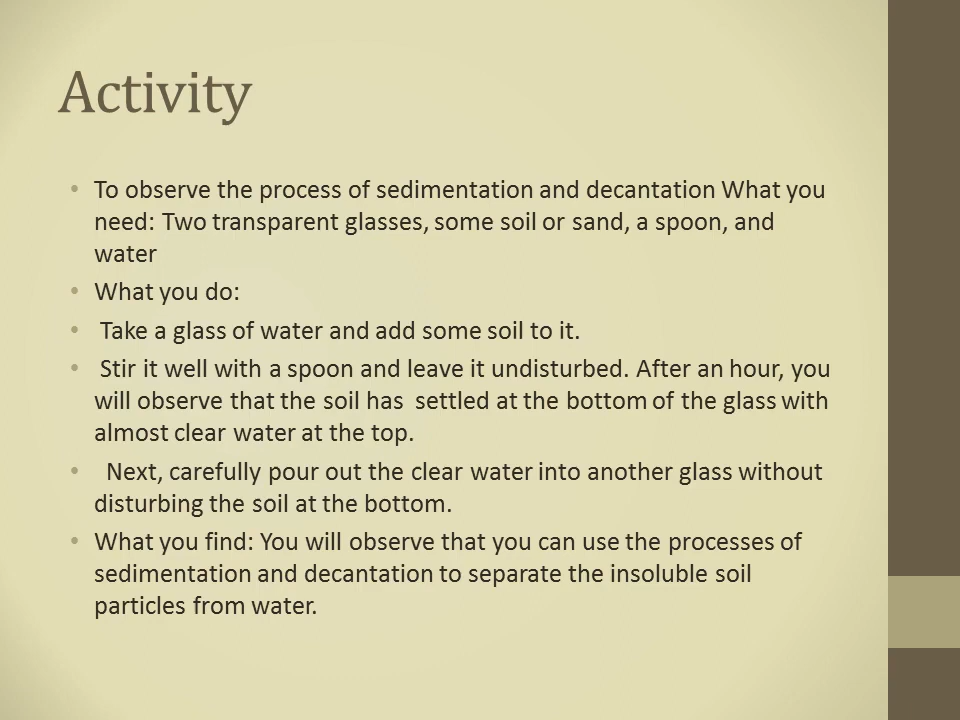 Activity
• To observe the process of sedimentation and decantation What you
need: Two transparent glasses, some soil or sand, a spoon, and
water
• What you do:
• Take a glass of water and add some soil to it.
• Stir it well with a spoon and leave it undisturbed. After an hour, you
will observe that the soil has settled at the bottom of the glass with
almost clear water at the top.
• Next, carefully pour out the clear water into another glass without
disturbing the soil at the bottom.
• What you find: You will observe that you can use the processes of
sedimentation and decantation to separate the insoluble soil
particles from water.